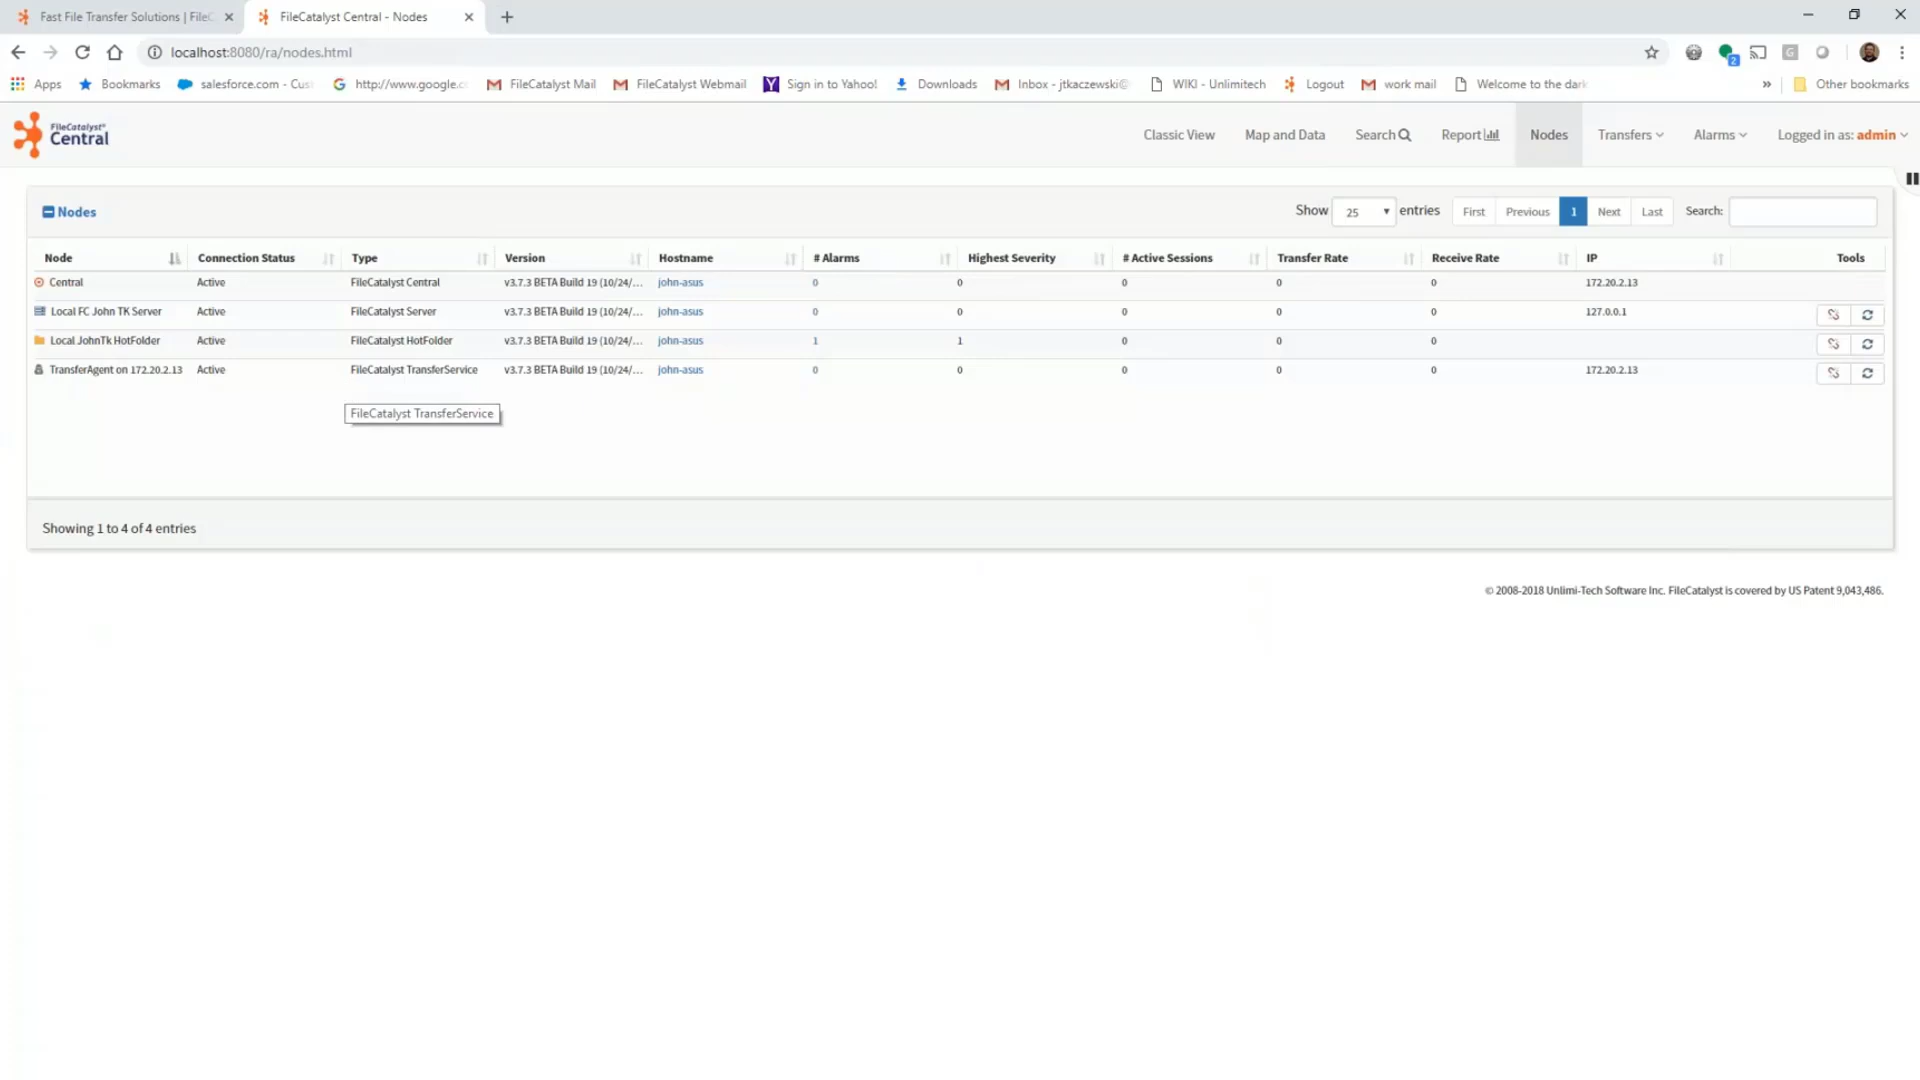 Fast File Transfer Solutions | FileC
FileCatalyst Central - Nodes
localhost:8080/ra/nodes.html
2
G
Apps
Bookmarks
salesforce.com - Cus
http://www.google.cc
FileCatalyst Mail
FileCatalyst Webmail
Sign in to Yahoo!
Downloads
Inbox - jtkaczewski@
WIKI - Unlimitech
Logout
work mail
Welcome to the dark
Other bookmarks
FileCatalyst®
Central
Classic View
Map and Data
Search
Report
Nodes
Transfers
Alarms
Logged in as: admin
Nodes
Show 25 entries
First Previous 1 Next Last
Search:
Node Connection Status Type Version Hostname # Alarms Highest Severity # Active Sessions Transfer Rate Receive Rate IP Tools
Central Active FileCatalyst Central v3.7.3 BETA Build 19 (10/24/... john-asus 0 0 0 0 0 172.20.2.13
Local FC John TK Server Active FileCatalyst Server v3.7.3 BETA Build 19 (10/24/... john-asus 0 0 0 0 0 127.0.0.1
Local JohnTk HotFolder Active FileCatalyst HotFolder v3.7.3 BETA Build 19 (10/24/... john-asus 1 1 0 0 0
TransferAgent on 172.20.2.13 Active FileCatalyst TransferService v3.7.3 BETA Build 19 (10/24/... john-asus 0 0 0 0 0 172.20.2.13
FileCatalyst TransferService
Showing 1 to 4 of 4 entries
© 2008-2018 Unlimi-Tech Software Inc. FileCatalyst is covered by US Patent 9,043,486.